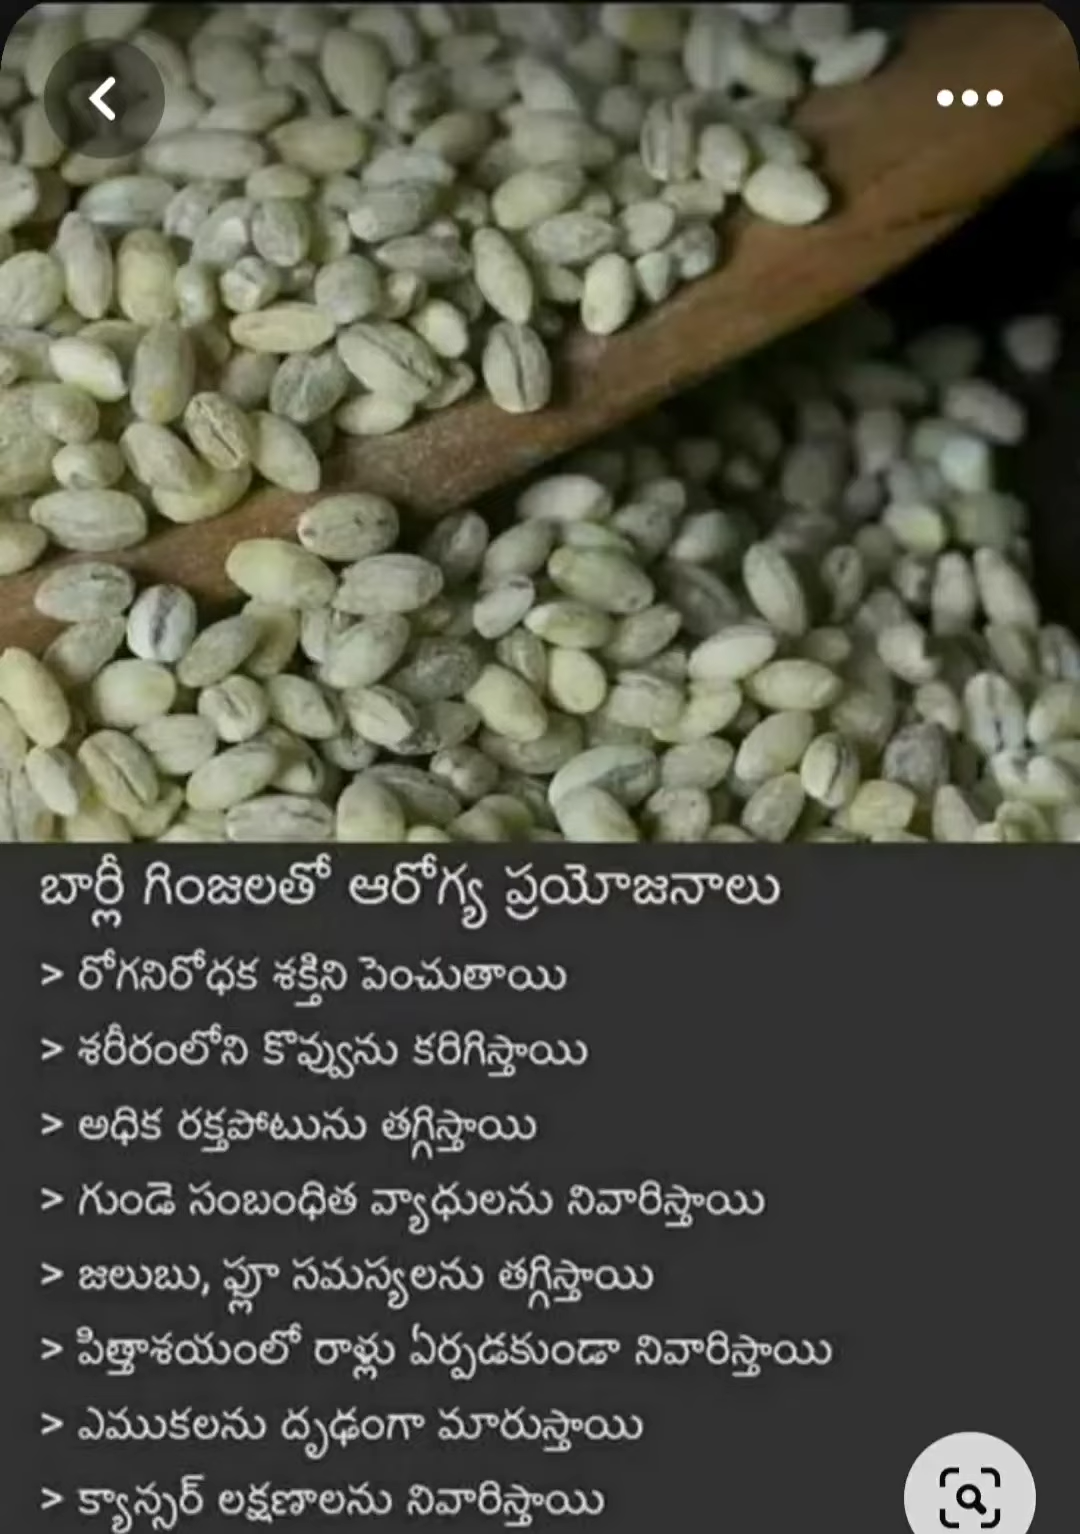 బార్లీ గింజలతో ఆరోగ్య ప్రయోజనాలు
> రోగనిరోధక శక్తిని పెంచుతాయి
> శరీరంలోని కొవ్వును కరిగిస్తాయి
> అధిక రక్తపోటును తగ్గిస్తాయి
> గుండె సంబంధిత వ్యాధులను నివారిస్తాయి
> జలుబు, ఫ్లూ సమస్యలను తగ్గిస్తాయి
> పిత్తాశయంలో రాళ్లు ఏర్పడకుండా నివారిస్తాయి
> ఎముకలను దృఢంగా మారుస్తాయి
> క్యాన్సర్ లక్షణాలను నివారిస్తాయి